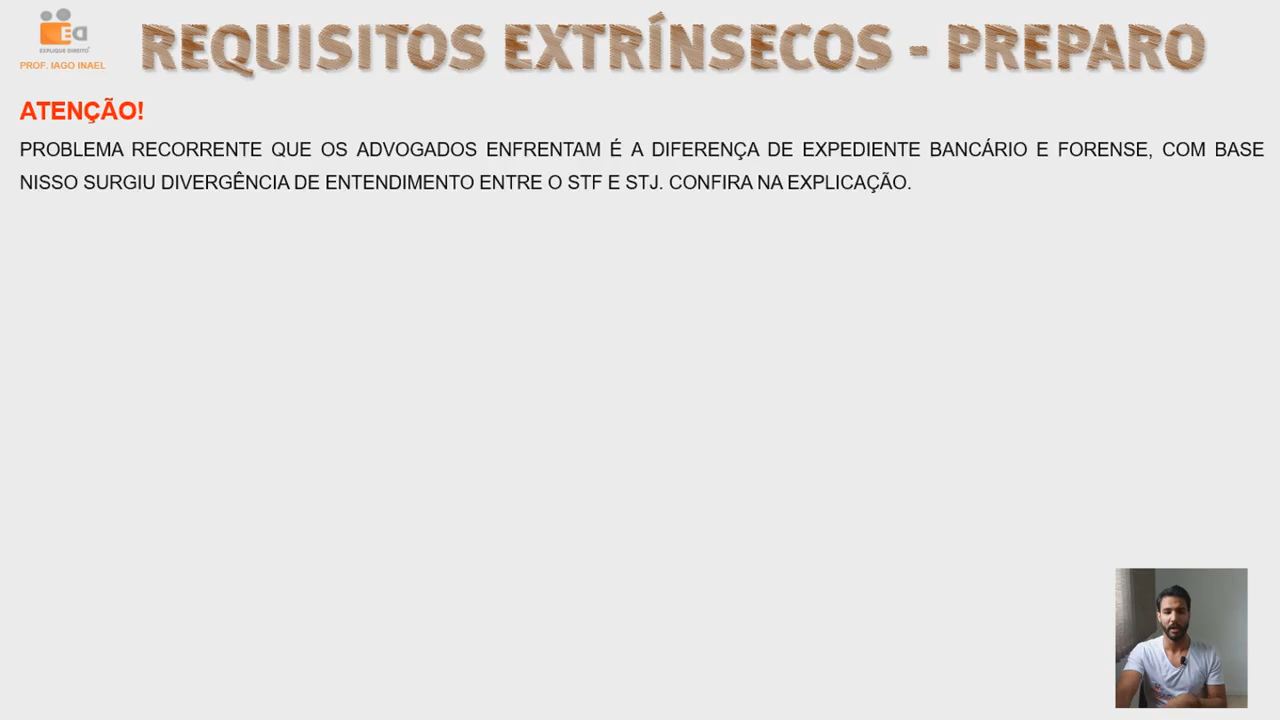 ED
EXPLIQUE DIREITO
PROF. IAGO INAEL
REQUISITOS EXTRÍNSECOS - PREPARO
ATENÇÃO!
PROBLEMA RECORRENTE QUE OS ADVOGADOS ENFRENTAM É A DIFERENÇA DE EXPEDIENTE BANCÁRIO E FORENSE, COM BASE
NISSO SURGIU DIVERGÊNCIA DE ENTENDIMENTO ENTRE O STF E STJ. CONFIRA NA EXPLICAÇÃO.